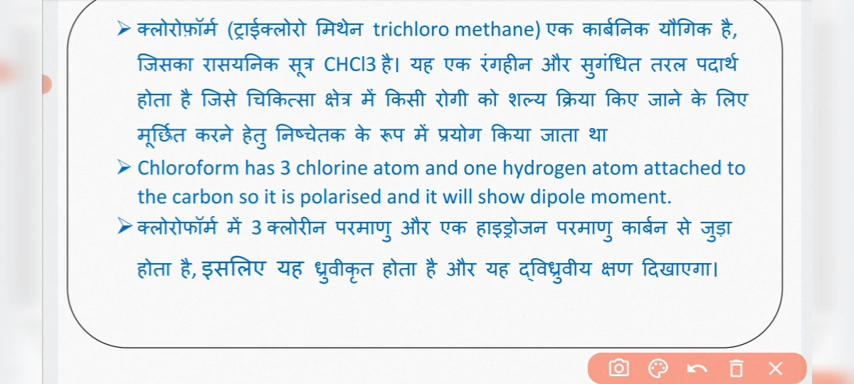 ➢ क्लोरोफ़ॉर्म (ट्राईक्लोरो मिथेन trichloro methane) एक कार्बनिक यौगिक है,
जिसका रासयनिक सूत्र CHCl3 है। यह एक रंगहीन और सुगंधित तरल पदार्थ
होता है जिसे चिकित्सा क्षेत्र में किसी रोगी को शल्य क्रिया किए जाने के लिए
मूर्छित करने हेतु निष्चेतक के रूप में प्रयोग किया जाता था
➢ Chloroform has 3 chlorine atom and one hydrogen atom attached to
the carbon so it is polarised and it will show dipole moment.
➢ क्लोरोफॉर्म में 3 क्लोरीन परमाणु और एक हाइड्रोजन परमाणु कार्बन से जुड़ा
होता है, इसलिए यह ध्रुवीकृत होता है और यह द्विध्रुवीय क्षण दिखाएगा।